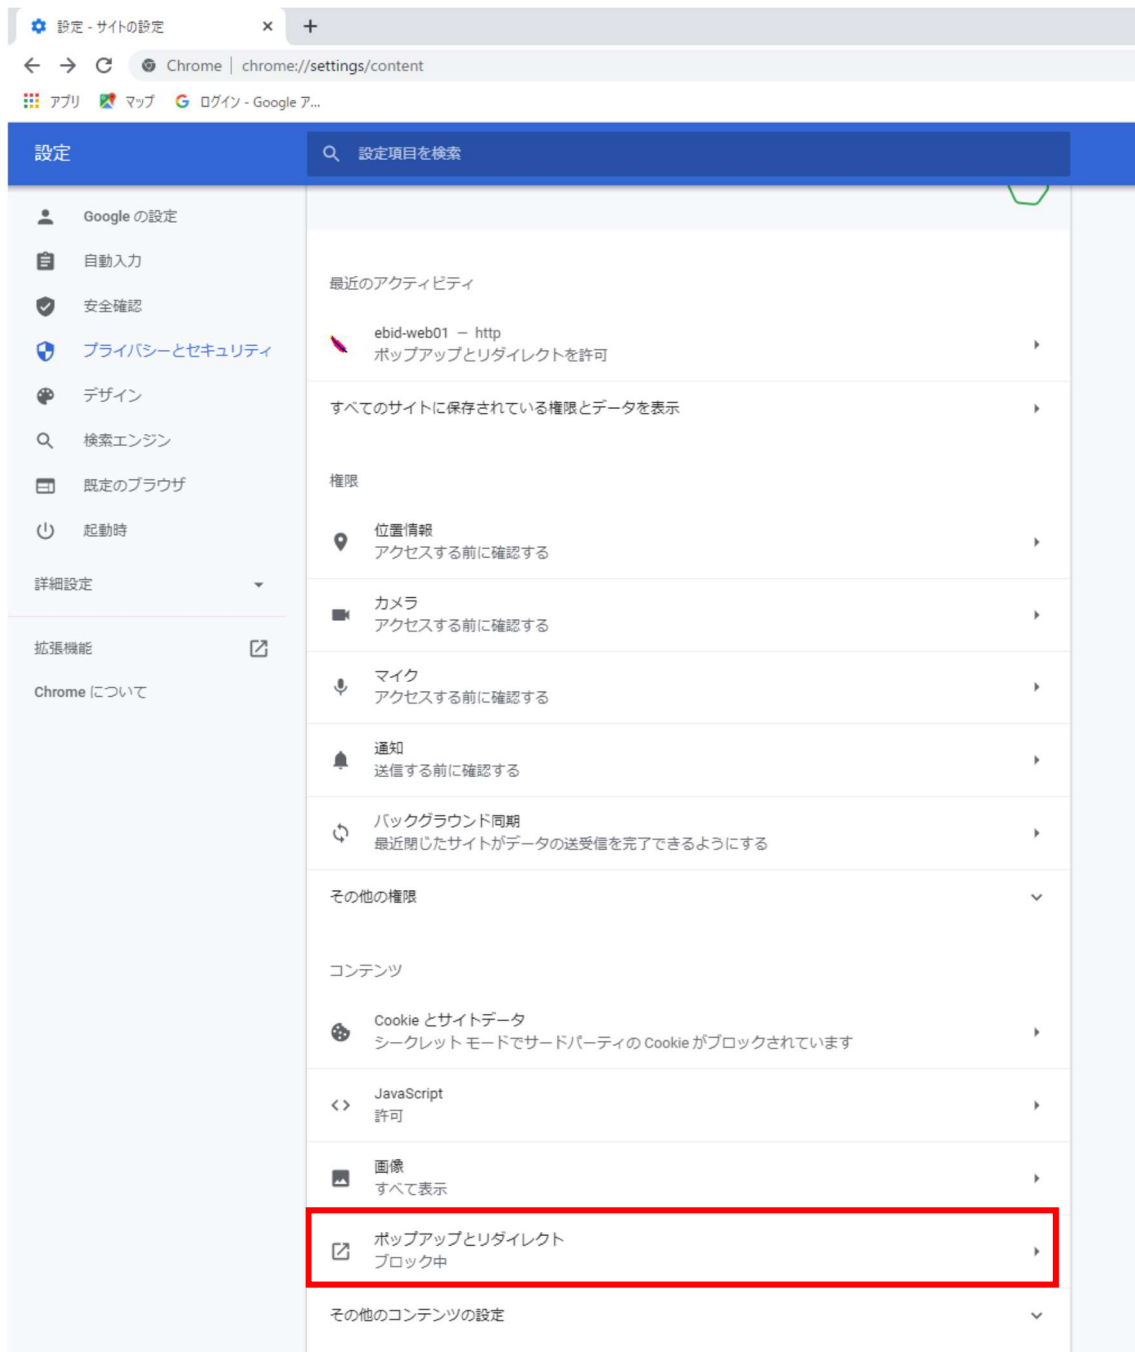 設定 - サイトの設定
Chrome | chrome://settings/content
アプリ マップ ログイン - Google ア...
設定
設定項目を検索
Google の設定
自動入力
安全確認
プライバシーとセキュリティ
デザイン
検索エンジン
既定のブラウザ
起動時
詳細設定
拡張機能
Chrome について
最近のアクティビティ
ebid-web01 － http
ポップアップとリダイレクトを許可
すべてのサイトに保存されている権限とデータを表示
権限
位置情報
アクセスする前に確認する
カメラ
アクセスする前に確認する
マイク
アクセスする前に確認する
通知
送信する前に確認する
バックグラウンド同期
最近閉じたサイトがデータの送受信を完了できるようにする
その他の権限
コンテンツ
Cookie とサイトデータ
シークレット モードでサードパーティの Cookie がブロックされています
JavaScript
許可
画像
すべて表示
ポップアップとリダイレクト
ブロック中
その他のコンテンツの設定